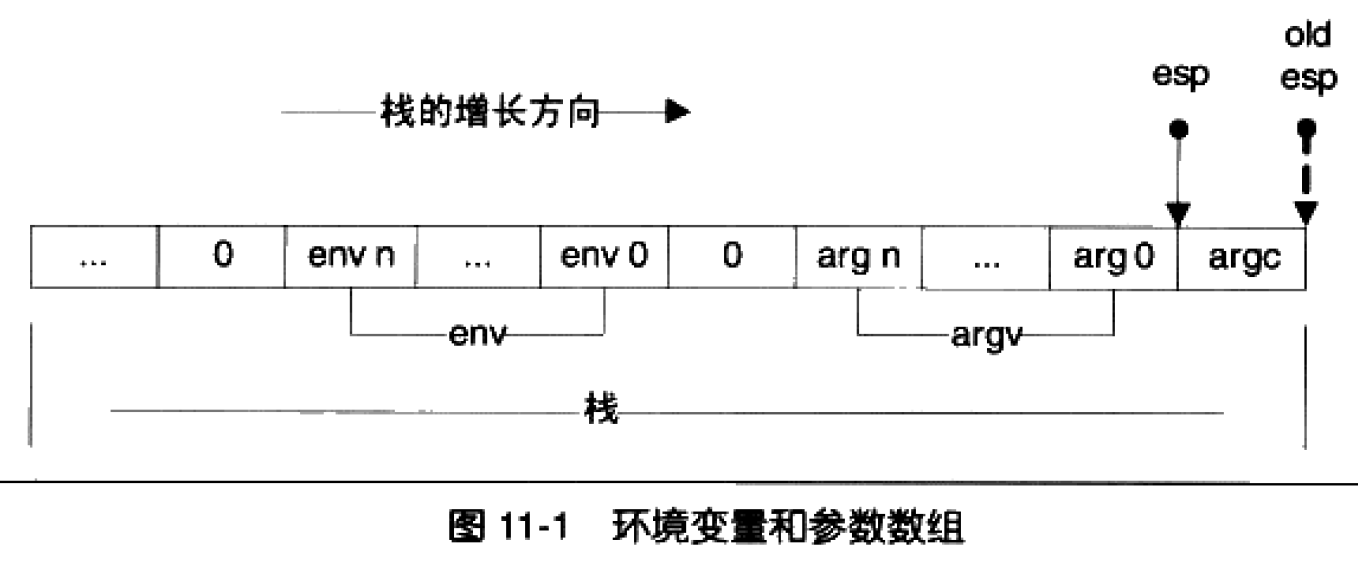 old
esp
esp
栈的增长方向
... 0 env n ... env 0 0 arg n ... arg 0 argc
env argv
栈
图 11-1 环境变量和参数数组